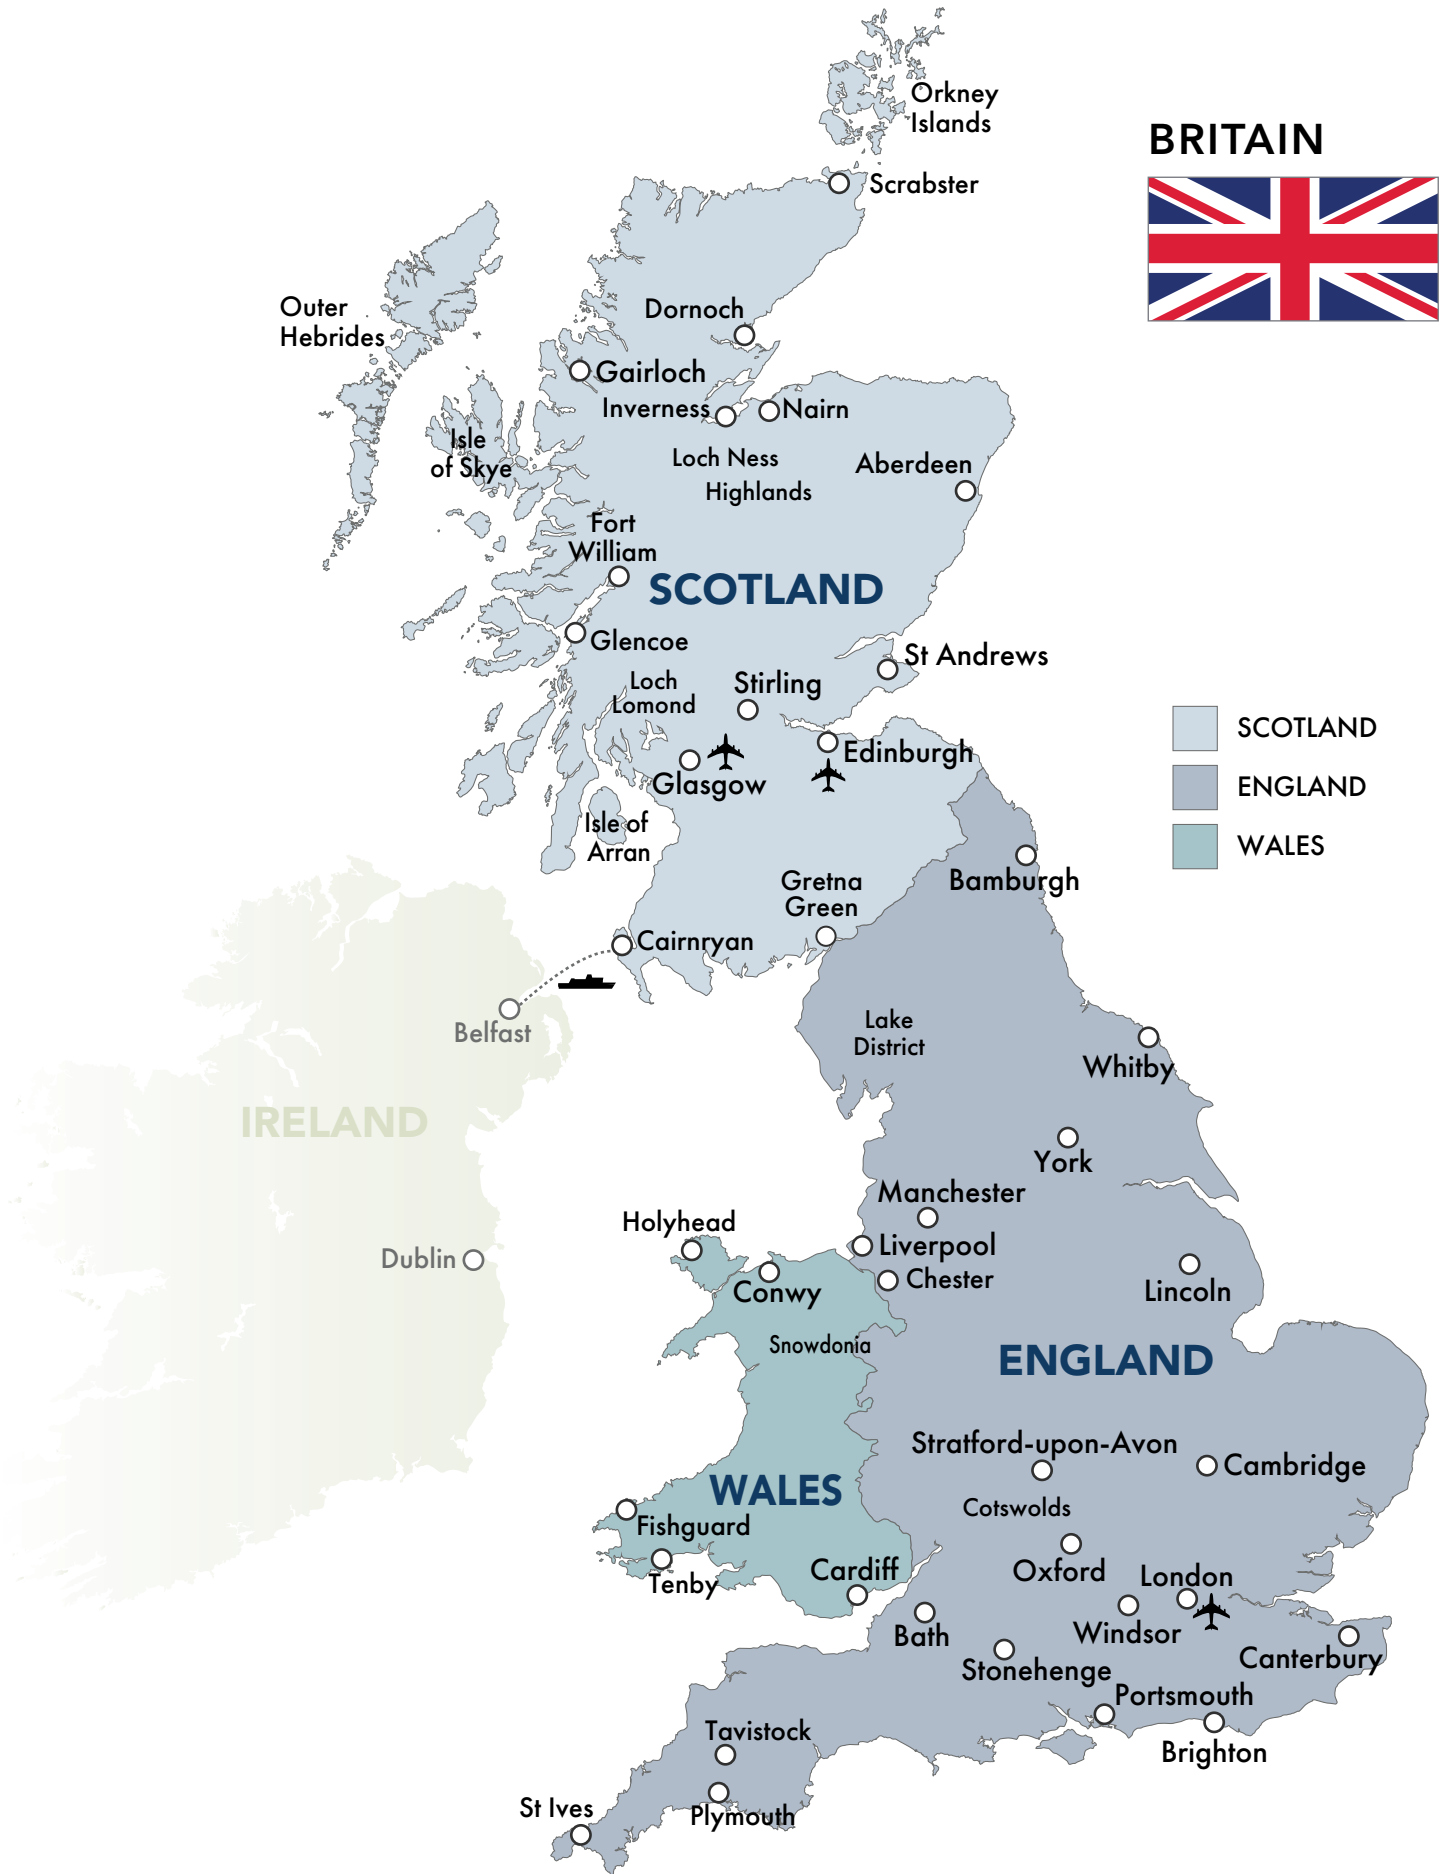 Orkney
Islands
BRITAIN
Scrabster
Outer
Hebrides
Dornoch
Gairloch
Inverness
Nairn
Isle
of Skye
Loch Ness
Highlands
Aberdeen
Fort
William
SCOTLAND
Glencoe
St Andrews
Loch
Lomond
Stirling
SCOTLAND
Edinburgh
Glasgow
ENGLAND
Isle of
Arran
WALES
Gretna
Green
Bamburgh
Cairnryan
Belfast
Lake
District
Whitby
IRELAND
York
Manchester
Holyhead
Liverpool
Dublin
Chester
Conwy
Lincoln
Snowdonia
ENGLAND
Stratford-upon-Avon
Cambridge
WALES
Cotswolds
Fishguard
Oxford
London
Tenby
Cardiff
Bath
Windsor
Canterbury
Stonehenge
Portsmouth
Tavistock
Brighton
St Ives
Plymouth